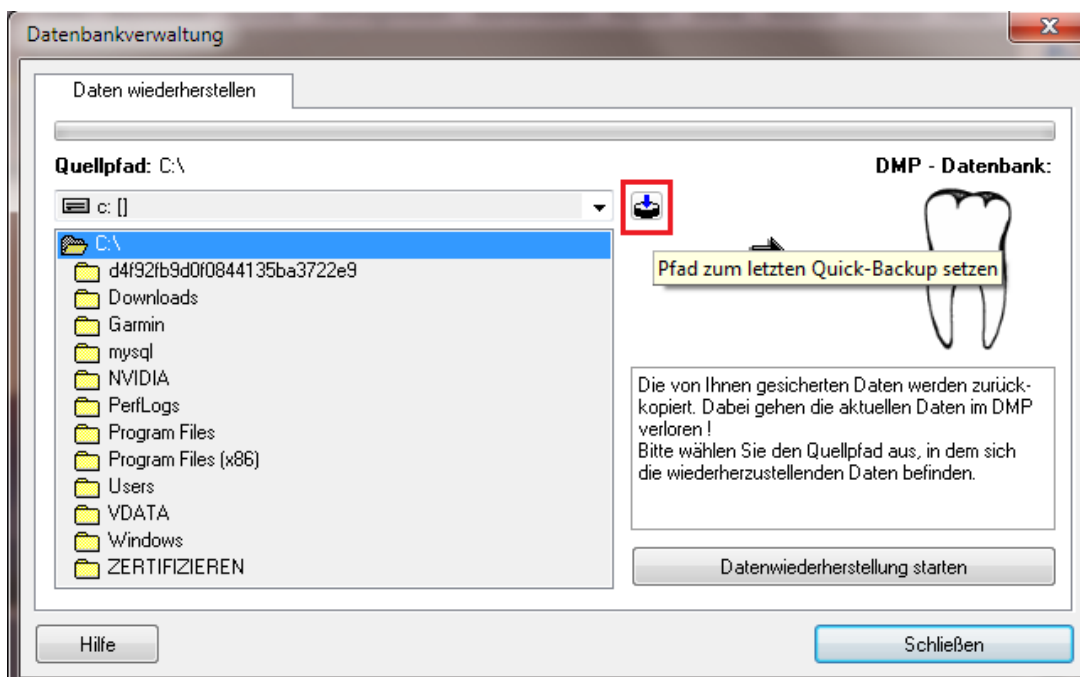 Datenbankverwaltung
Daten wiederherstellen
Quellpfad: C:\
DMP - Datenbank:
c: []
C:\
d4f92fb9d0f0844135ba3722e9
Downloads
Garmin
mysql
NVIDIA
PerfLogs
Program Files
Program Files (x86)
Users
VDATA
Windows
ZERTIFIZIEREN
Pfad zum letzten Quick-Backup setzen
Die von Ihnen gesicherten Daten werden zurück-
kopiert. Dabei gehen die aktuellen Daten im DMP
verloren !
Bitte wählen Sie den Quellpfad aus, in dem sich
die wiederherzustellenden Daten befinden.
Datenwiederherstellung starten
Hilfe
Schließen